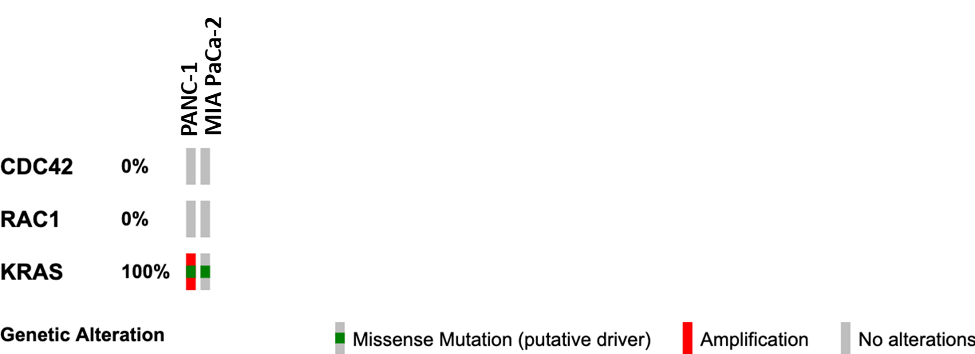 PANC-1
MIA PaCa-2
CDC42 0%
RAC1 0%
KRAS 100%
Genetic Alteration Missense Mutation (putative driver) Amplification No alterations